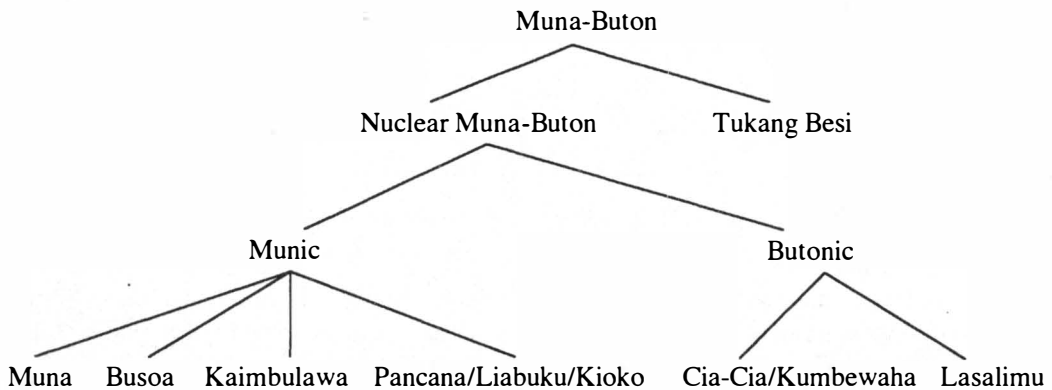 Muna-Buton
Nuclear Muna-Buton Tukang Besi
Munic Butonic
Muna Busoa Kaimbulawa Pancana/Liabuku/Kioko Cia-Cia/Kumbewaha Lasalimu